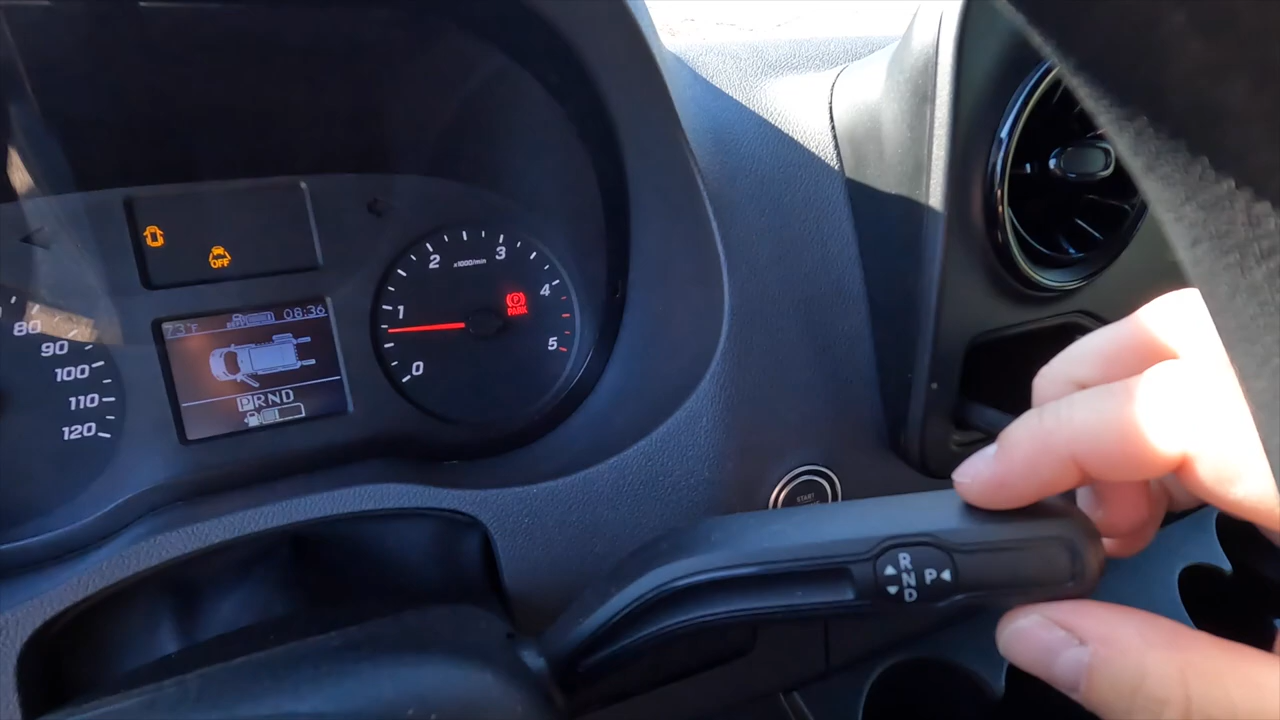 OFF
80
90
100
110
120
73°F
08:36
PRND
0
1
2
3
4
5
x1000/min
PARK
START
R
N
D
P